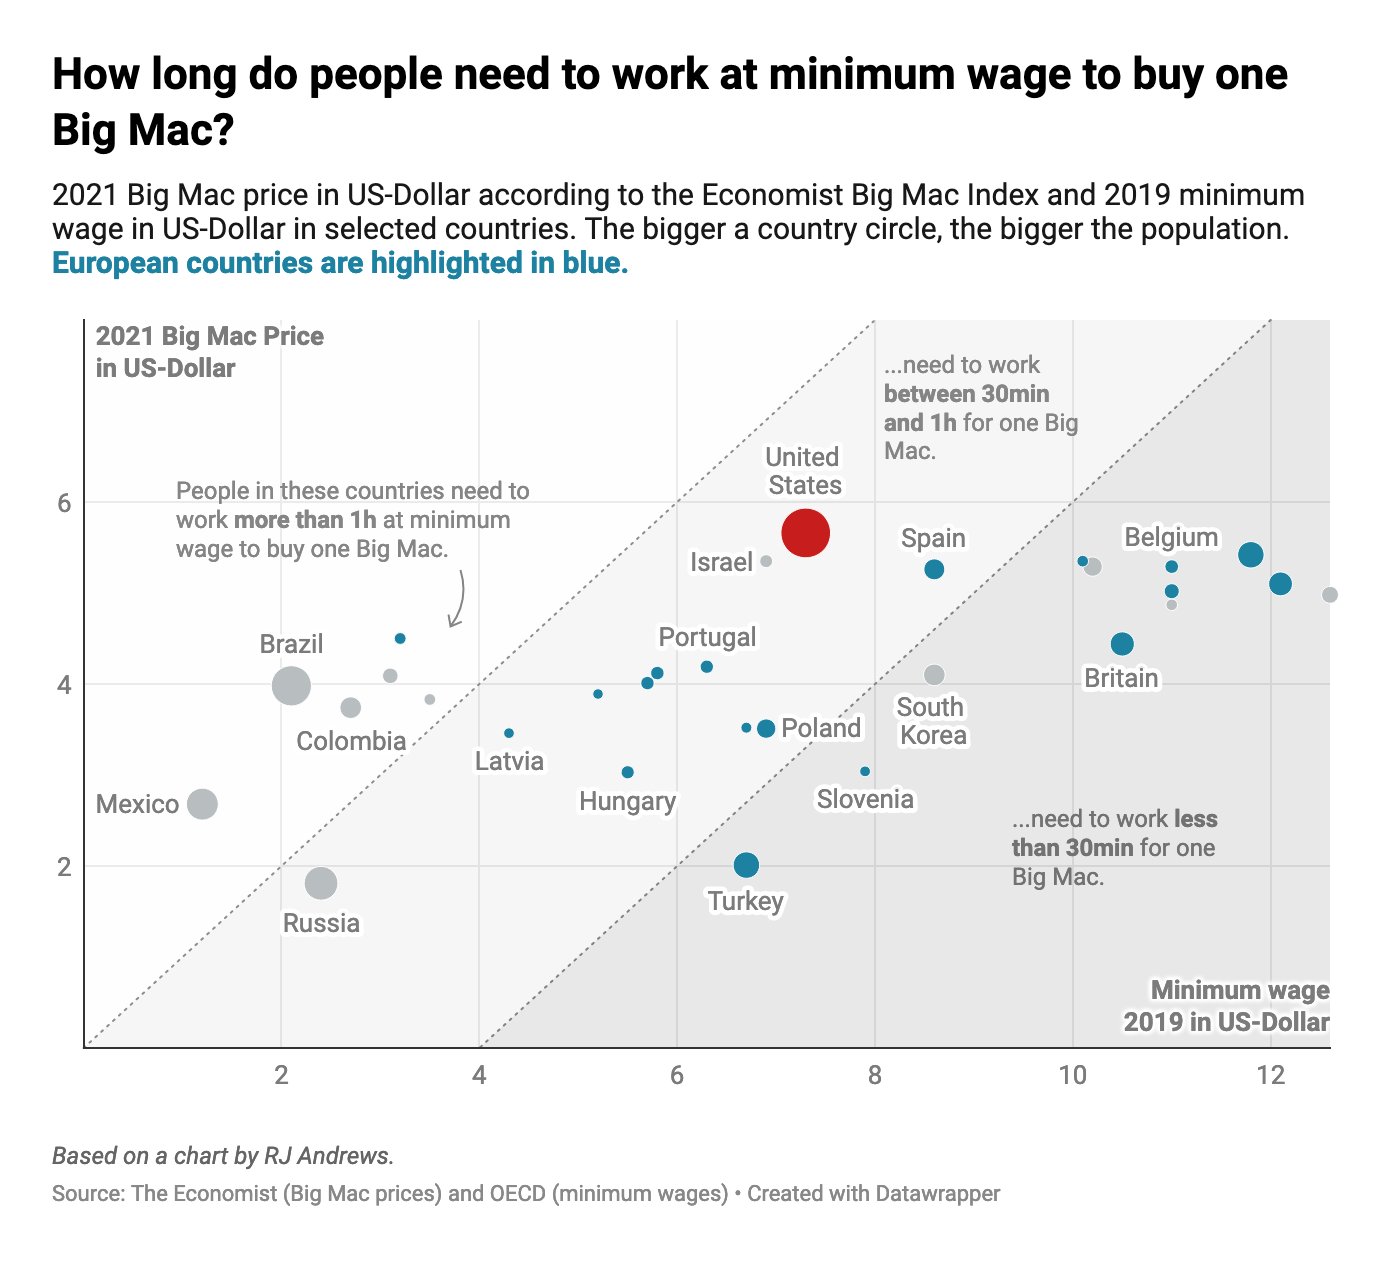 How long do people need to work at minimum wage to buy one
Big Mac?
2021 Big Mac price in US-Dollar according to the Economist Big Mac Index and 2019 minimum
wage in US-Dollar in selected countries. The bigger a country circle, the bigger the population.
European countries are highlighted in blue.
2021 Big Mac Price
in US-Dollar
...need to work
between 30min
and 1h for one Big
Mac.
United
States
People in these countries need to
work more than 1h at minimum
wage to buy one Big Mac.
6
Spain
Belgium
Israel
Portugal
Brazil
4
Britain
South
Korea
Colombia
Poland
Latvia
Hungary
Slovenia
Mexico
...need to work less
than 30min for one
Big Mac.
2
Turkey
Russia
Minimum wage
2019 in US-Dollar
2
4
6
8
10
12
Based on a chart by RJ Andrews.
Source: The Economist (Big Mac prices) and OECD (minimum wages) • Created with Datawrapper